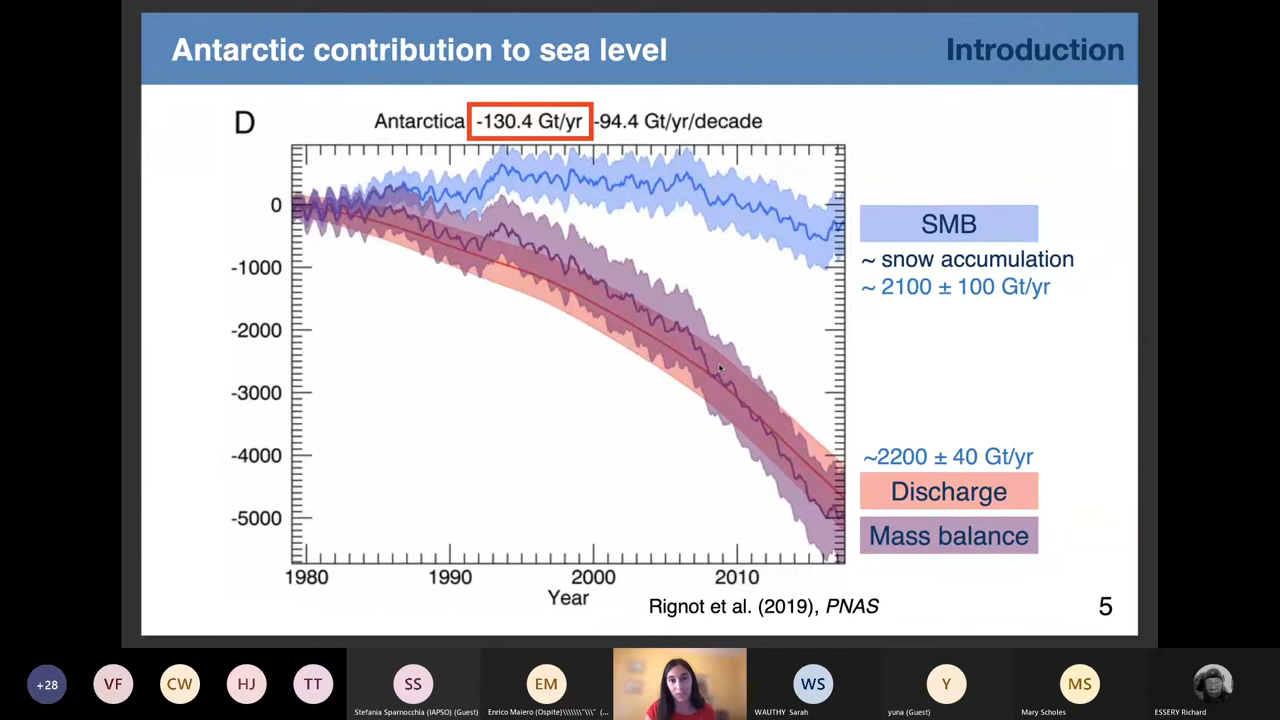 Antarctic contribution to sea level
Introduction
D
Antarctica -130.4 Gt/yr -94.4 Gt/yr/decade
0
-1000
-2000
-3000
-4000
-5000
1980 1990 2000 2010
Year
SMB
~ snow accumulation
~ 2100 ± 100 Gt/yr
~2200 ± 40 Gt/yr
Discharge
Mass balance
Rignot et al. (2019), PNAS
5
+28 VF CW HJ TT SS EM WS Y MS
Stefania Sparnocchia (IAPSO) (Guest)
Enrico Maiero (Ospite)\\\\\\\"\\\" (...
WAUTHY Sarah
yuna (Guest)
Mary Scholes
ESSERY Richard